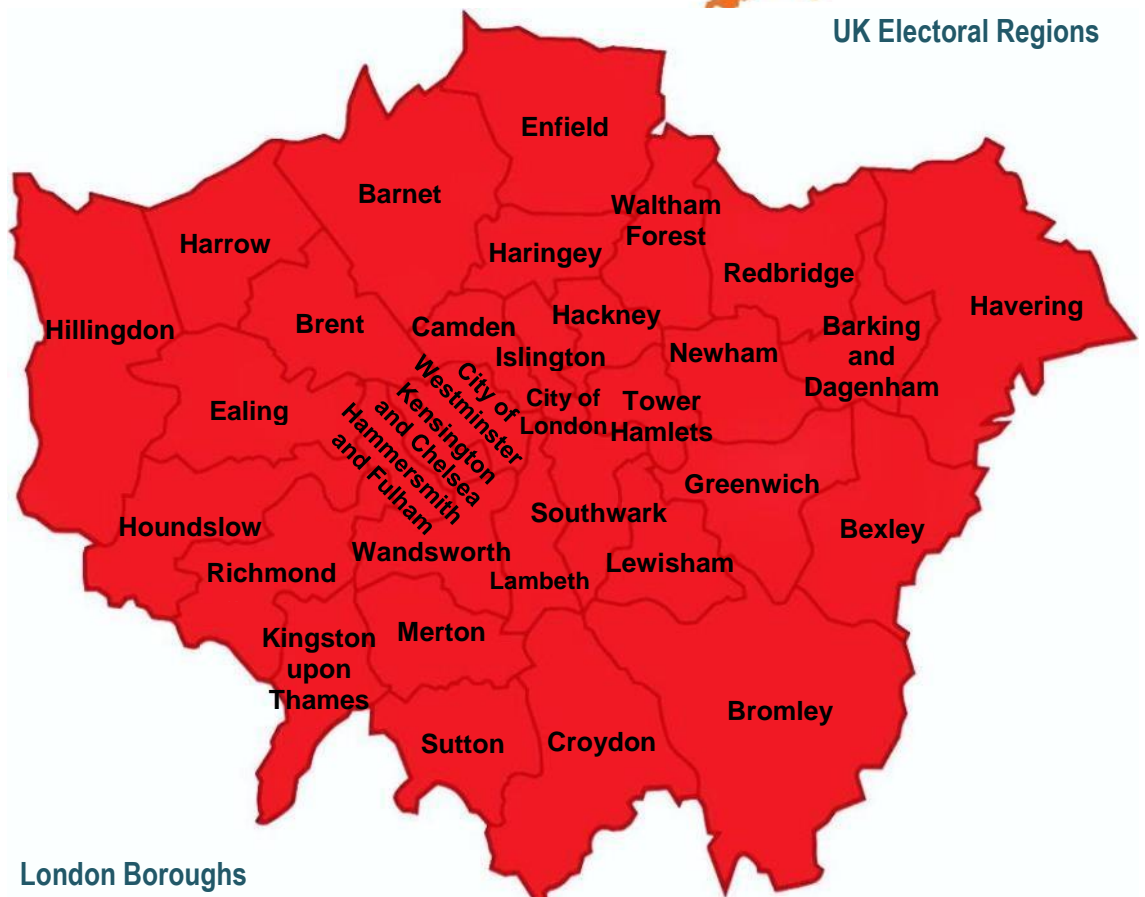 UK Electoral Regions
Enfield
Barnet
Waltham
Forest
Harrow
Haringey
Redbridge
Havering
Hillingdon
Brent
Camden
Hackney
Islington
Newham
Barking
and
Dagenham
Ealing
City of
Westminster
Kensington
and Chelsea
Hammersmith
and Fulham
City of
London
Tower
Hamlets
Greenwich
Houndslow
Southwark
Bexley
Richmond
Wandsworth
Lambeth
Lewisham
Kingston
upon
Thames
Merton
Bromley
Sutton
Croydon
London Boroughs